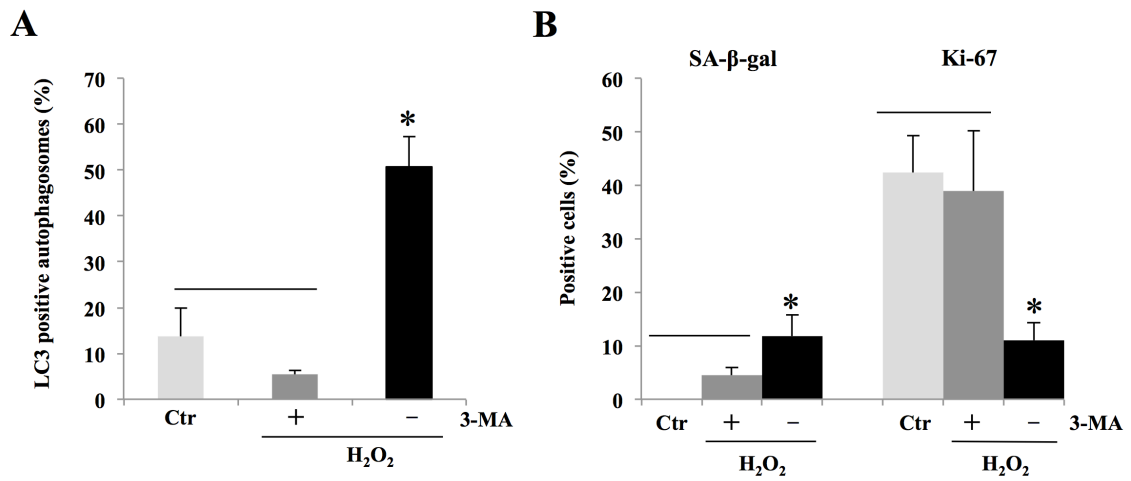 A
LC3 positive autophagosomes (%)
70
60
50
40
30
20
10
0
*
Ctr + − 3-MA
H₂O₂
B
SA-β-gal Ki-67
Positive cells (%)
60
50
40
30
20
10
0
* *
Ctr + − Ctr + − 3-MA
H₂O₂ H₂O₂